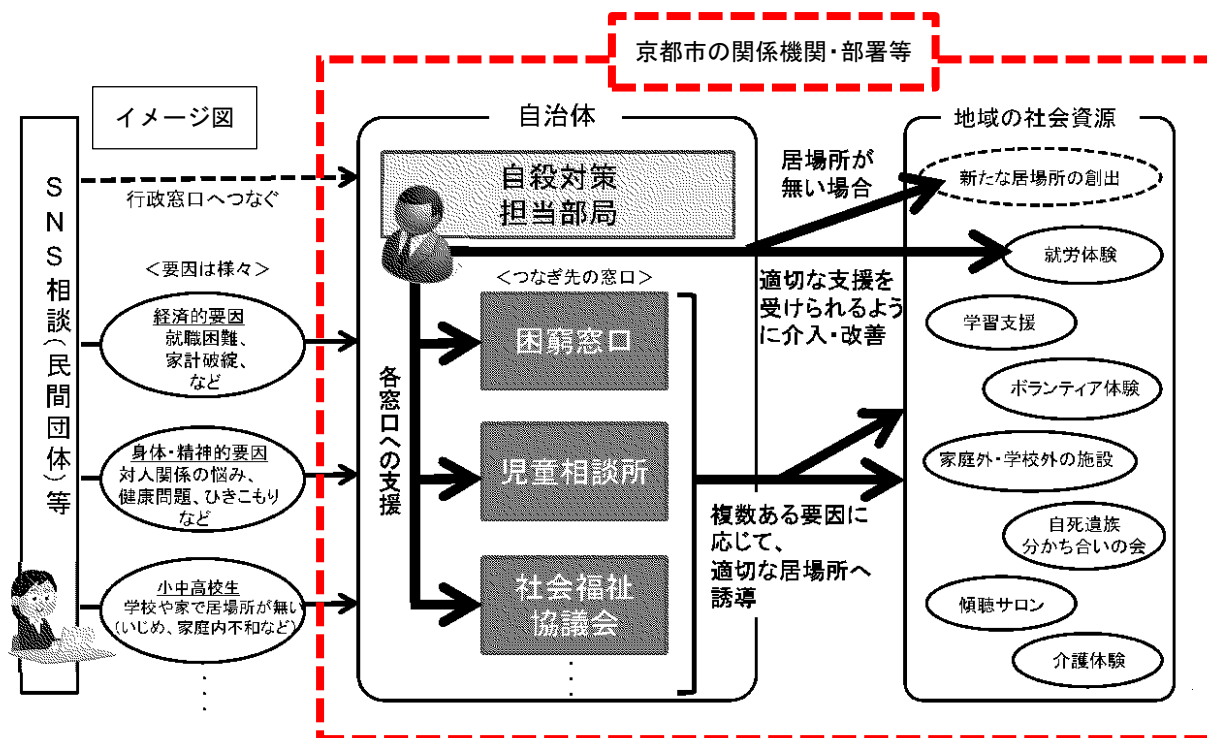 京都市の関係機関・部署等
イメージ図
SNS相談(民間団体)等
行政窓口へつなぐ
<要因は様々>
経済的要因
就職困難、
家計破綻、
など
身体・精神的要因
対人関係の悩み、
健康問題、ひきこもり
など
小中高校生
学校や家で居場所が無い
(いじめ、家庭内不和など)
・・・
自治体
自殺対策
担当部局
各窓口への支援
<つなぎ先の窓口>
困窮窓口
児童相談所
社会福祉
協議会
・・・
居場所が
無い場合
適切な支援を
受けられるよう
に介入・改善
複数ある要因に
応じて、
適切な居場所へ
誘導
地域の社会資源
新たな居場所の創出
就労体験
学習支援
ボランティア体験
家庭外・学校外の施設
自死遺族
分かち合いの会
傾聴サロン
介護体験